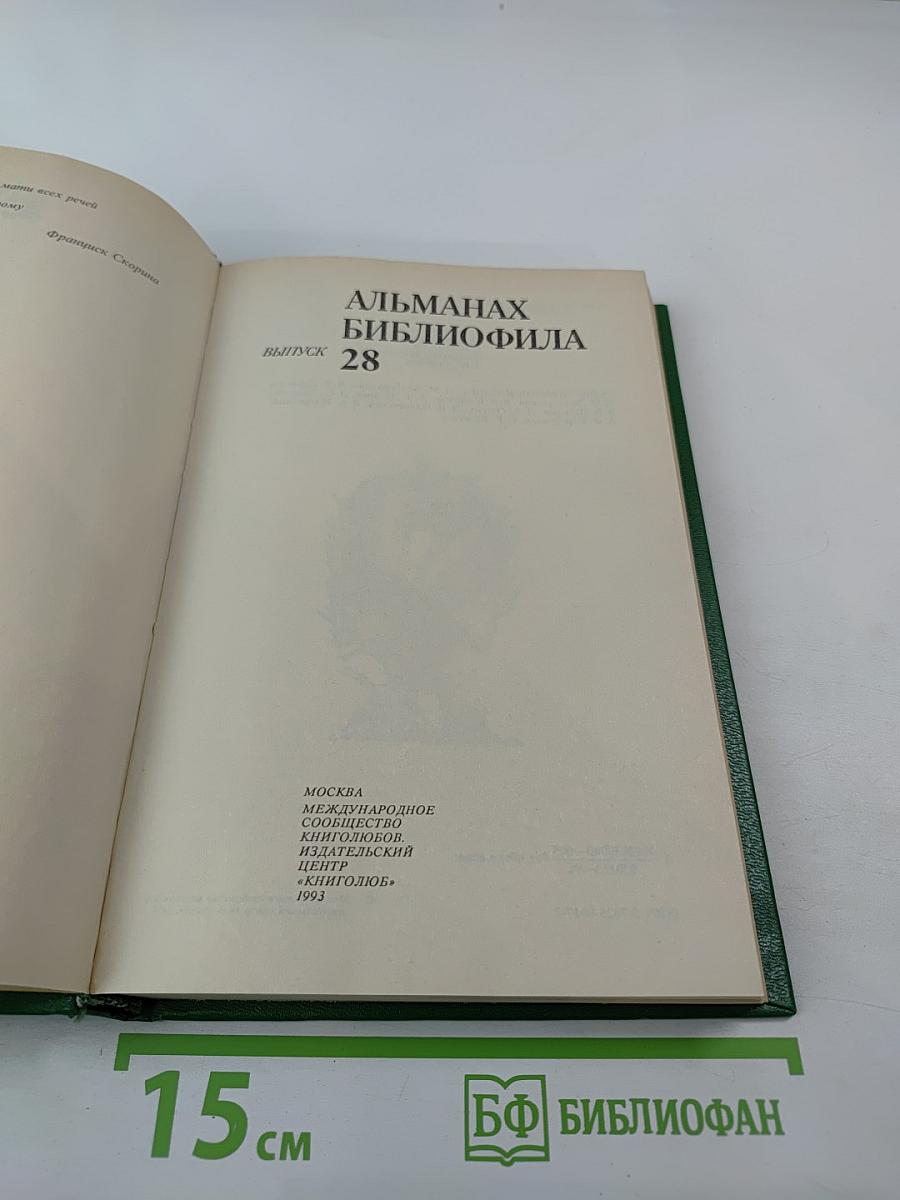 мати всех речей
Франциск Скорина
АЛЬМАНАХ
БИБЛИОФИЛА
ВЫПУСК 28
МОСКВА
МЕЖДУНАРОДНОЕ
СООБЩЕСТВО
КНИГОЛЮБОВ.
ИЗДАТЕЛЬСКИЙ
ЦЕНТР
«КНИГОЛЮБ»
1993
15 см
БФ БИБЛИОФАН